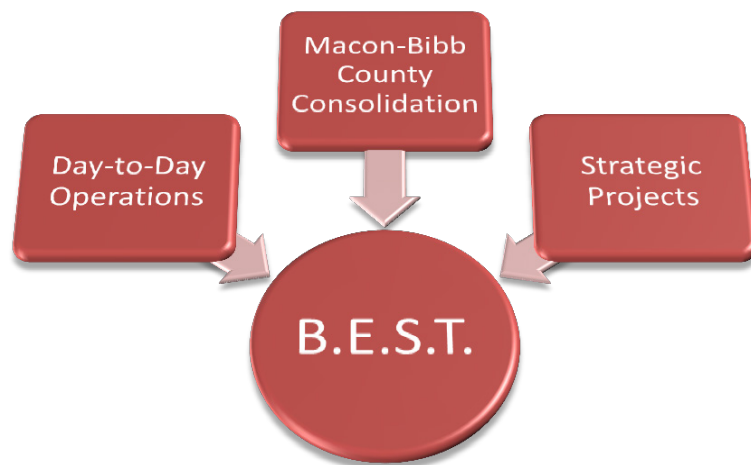 Macon-Bibb
County
Consolidation
Day-to-Day
Operations
Strategic
Projects
B.E.S.T.